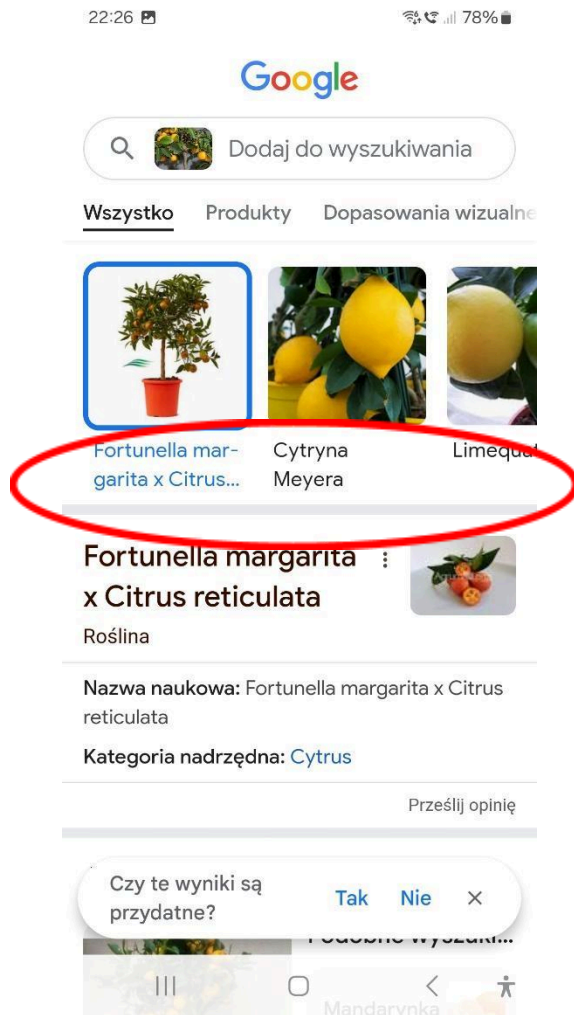 22:26
78%
Google
Dodaj do wyszukiwania
Wszystko Produkty Dopasowania wizualne
Fortunella mar-
garita x Citrus...
Cytryna
Meyera
Limequat
Fortunella margarita
x Citrus reticulata
Roślina
Nazwa naukowa: Fortunella margarita x Citrus
reticulata
Kategoria nadrzędna: Cytrus
Prześlij opinię
Czy te wyniki są
przydatne?
Tak Nie
Podobne wyszuki...
Mandarynka